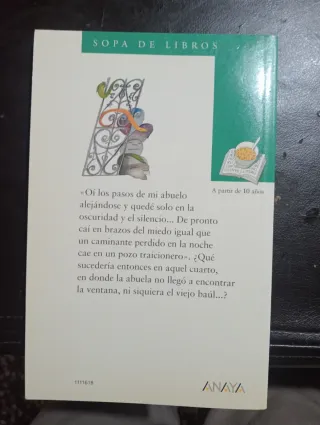 SOPA DE LIBROS
A partir de 10 años
«Oí los pasos de mi abuelo
alejándose y quedé solo en la
oscuridad y el silencio... De pronto
caí en brazos del miedo igual que
un caminante perdido en la noche
cae en un pozo traicionero». ¿Qué
sucedería entonces en aquel cuarto,
en donde la abuela no llegó a encontrar
la ventana, ni siquiera el viejo baúl...?
1111618
ANAYA